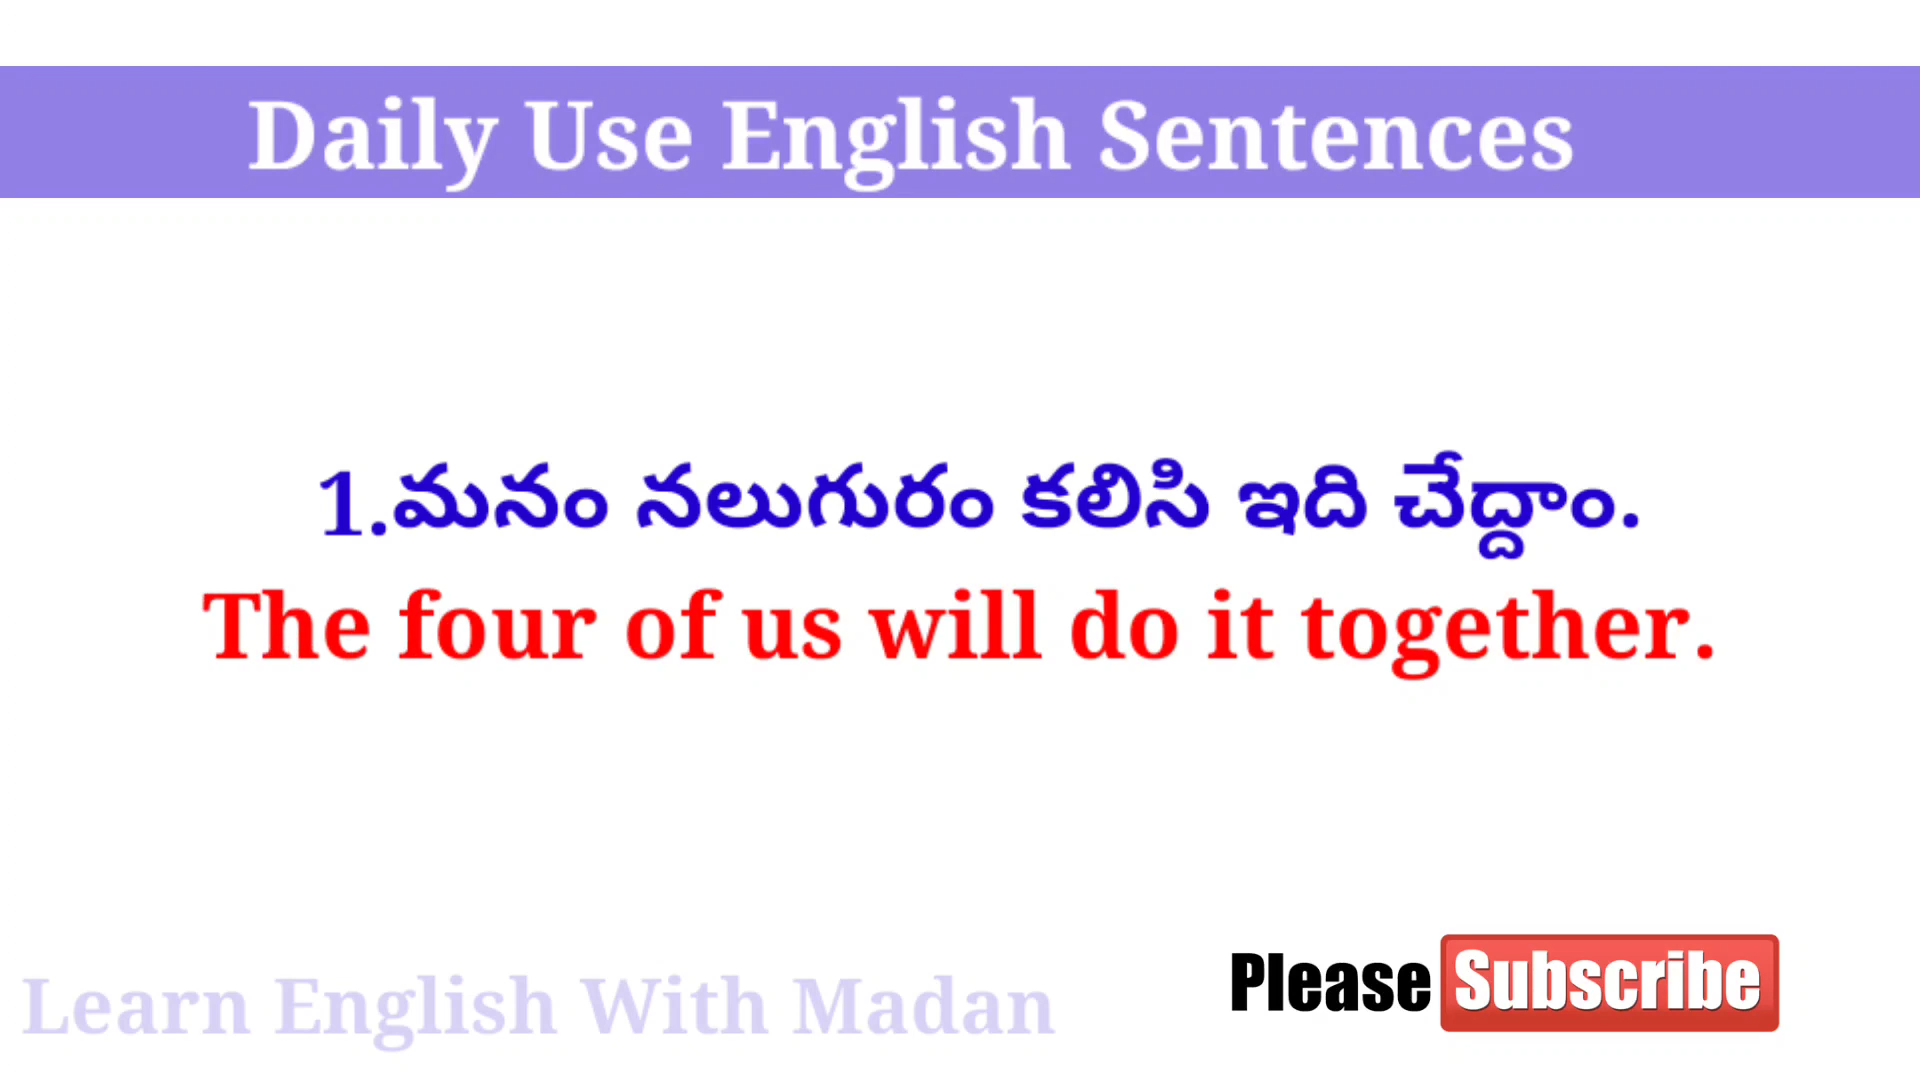 Daily Use English Sentences
1.మనం నలుగురం కలిసి ఇది చేద్దాం.
The four of us will do it together.
Learn English With Madan
Please Subscribe